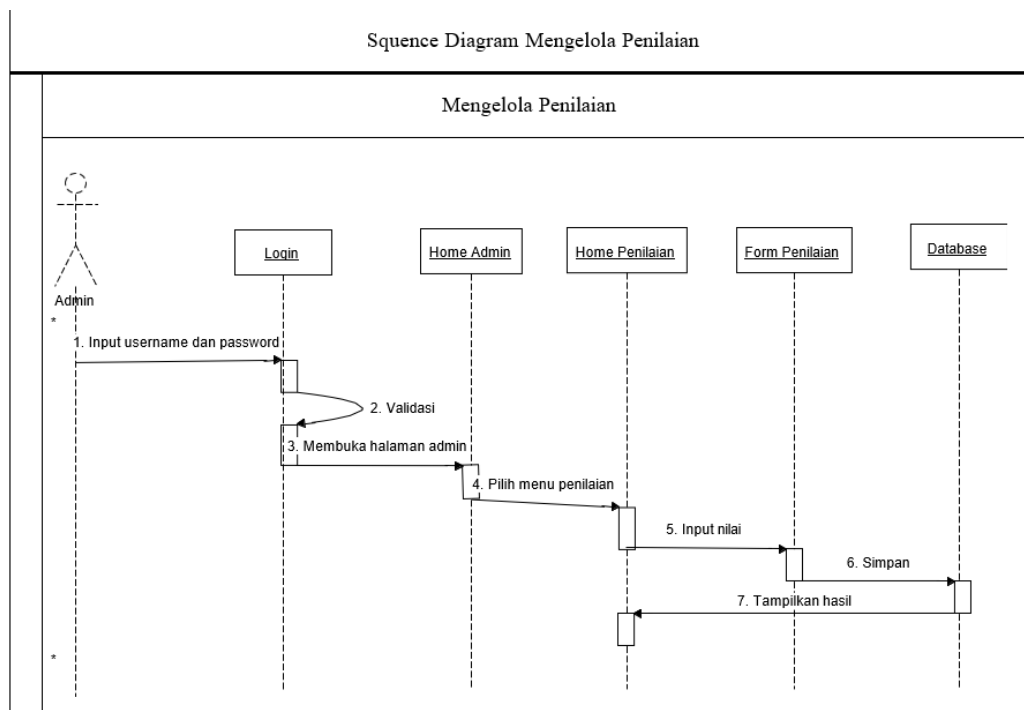 Squence Diagram Mengelola Penilaian
Mengelola Penilaian
Login
Home Admin
Home Penilaian
Form Penilaian
Database
Admin
*
1. Input username dan password
2. Validasi
3. Membuka halaman admin
4. Pilih menu penilaian
5. Input nilai
6. Simpan
7. Tampilkan hasil
*